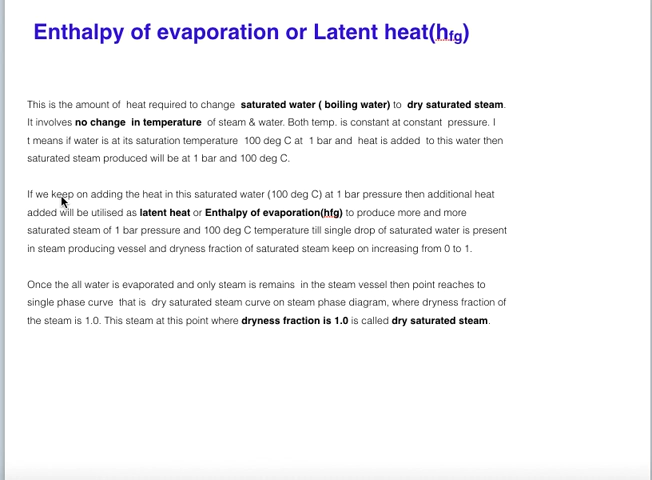 Enthalpy of evaporation or Latent heat(hfg)
This is the amount of heat required to change saturated water ( boiling water) to dry saturated steam.
It involves no change in temperature of steam & water. Both temp. is constant at constant pressure. I
t means if water is at its saturation temperature 100 deg C at 1 bar and heat is added to this water then
saturated steam produced will be at 1 bar and 100 deg C.
If we keep on adding the heat in this saturated water (100 deg C) at 1 bar pressure then additional heat
added will be utilised as latent heat or Enthalpy of evaporation(hfg) to produce more and more
saturated steam of 1 bar pressure and 100 deg C temperature till single drop of saturated water is present
in steam producing vessel and dryness fraction of saturated steam keep on increasing from 0 to 1.
Once the all water is evaporated and only steam is remains in the steam vessel then point reaches to
single phase curve that is dry saturated steam curve on steam phase diagram, where dryness fraction of
the steam is 1.0. This steam at this point where dryness fraction is 1.0 is called dry saturated steam.